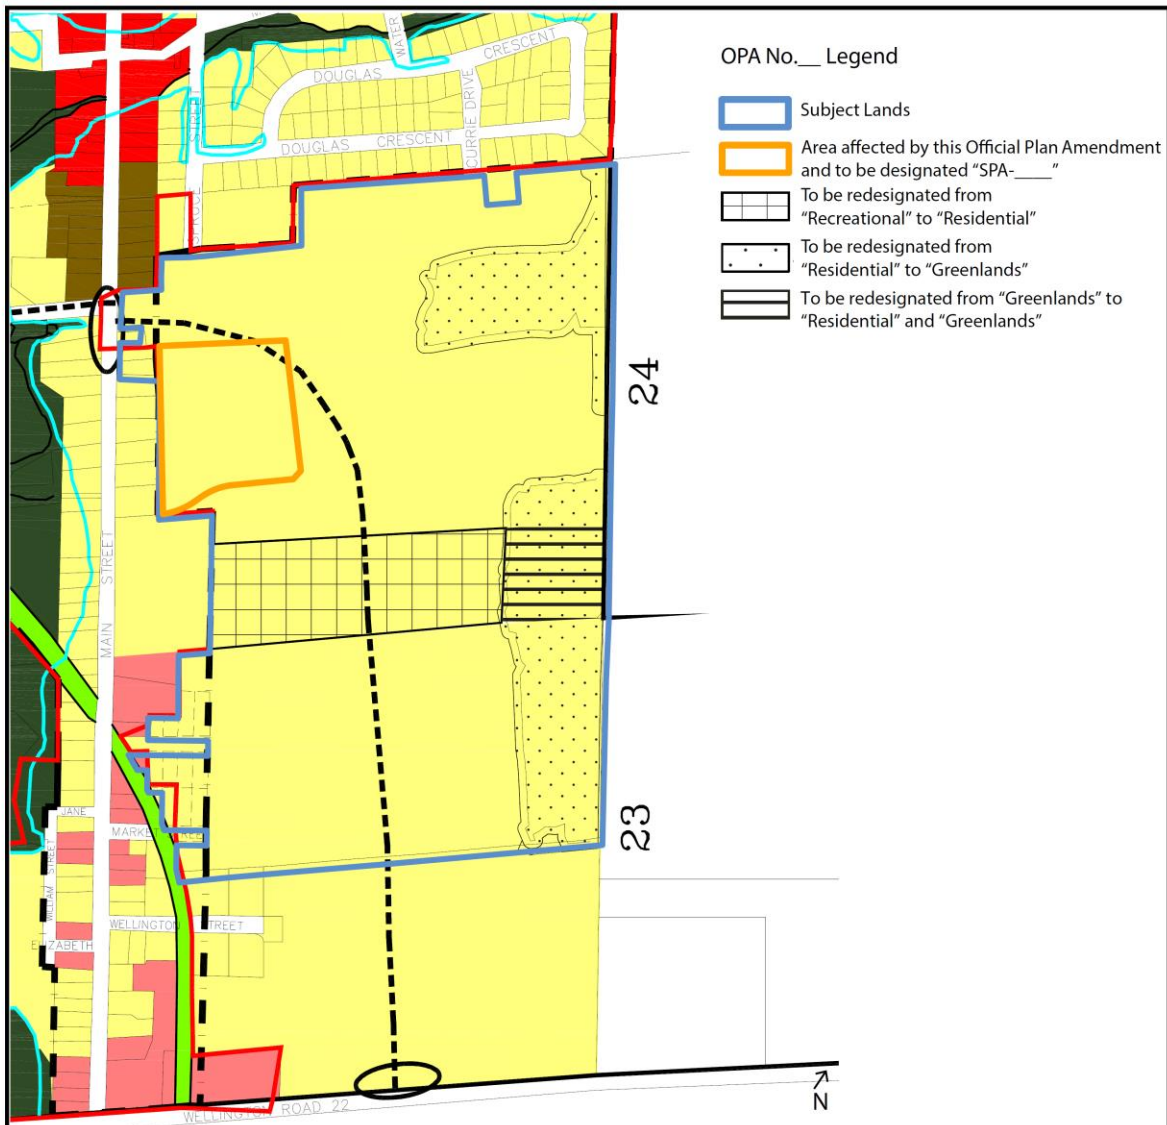 OPA No.__ Legend
Subject Lands
Area affected by this Official Plan Amendment
and to be designated “SPA-____”
To be redesignated from
“Recreational” to “Residential”
To be redesignated from
“Residential” to “Greenlands”
To be redesignated from “Greenlands” to
“Residential” and “Greenlands”
WATER
DOUGLAS CRESCENT
CURRIE DRIVE
DOUGLAS CRESCENT
SPRUCE STREET
24
MAIN STREET
23
JANE
MARKET
WILLIAM STREET
WELLINGTON STREET
ELIZABETH
WELLINGTON ROAD 22
N